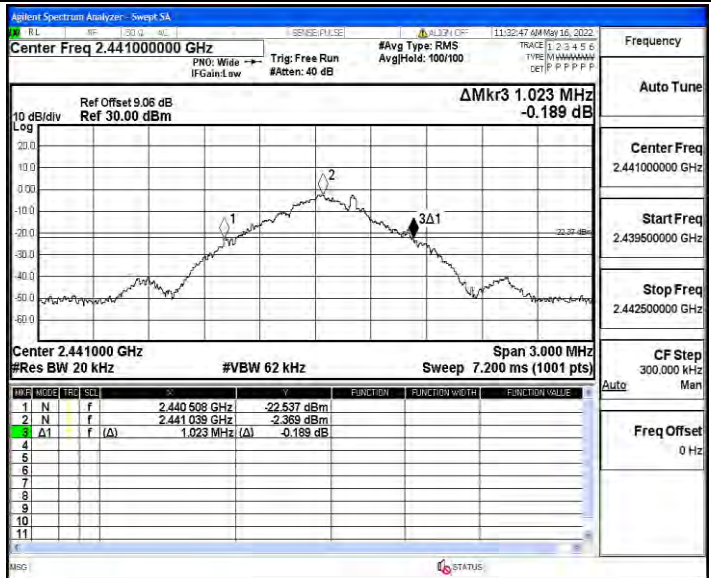 Agilent Spectrum Analyzer - Swept SA
RL RF 50 Ω AC SENSE:PULSE ALIGN OFF 11:32:47 AM May 16, 2022
Center Freq 2.441000000 GHz
#Avg Type: RMS
TRACE 1 2 3 4 5 6
PNO: Wide
Trig: Free Run
Avg|Hold: 100/100
TYPE M WWWWW
IFGain:Low
#Atten: 40 dB
DET P P P P P P
Frequency
Auto Tune
ΔMkr3 1.023 MHz
-0.189 dB
Ref Offset 9.06 dB
10 dB/div Ref 30.00 dBm
Log
20.0
10.0
0.00
-10.0
-20.0
-30.0
-40.0
-50.0
-60.0
1
2
3Δ1
-22.37 dBm
Center Freq
2.441000000 GHz
Start Freq
2.439500000 GHz
Stop Freq
2.442500000 GHz
Center 2.441000 GHz
Span 3.000 MHz
#Res BW 20 kHz
#VBW 62 kHz
Sweep 7.200 ms (1001 pts)
CF Step
300.000 kHz
Auto Man
MKR MODE TRC SCL X Y FUNCTION FUNCTION WIDTH FUNCTION VALUE
1 N f 2.440 508 GHz -22.537 dBm
2 N f 2.441 039 GHz -2.369 dBm
3 Δ1 f (Δ) 1.023 MHz (Δ) -0.189 dB
4
5
6
7
8
9
10
11
Freq Offset
0 Hz
MSG
STATUS